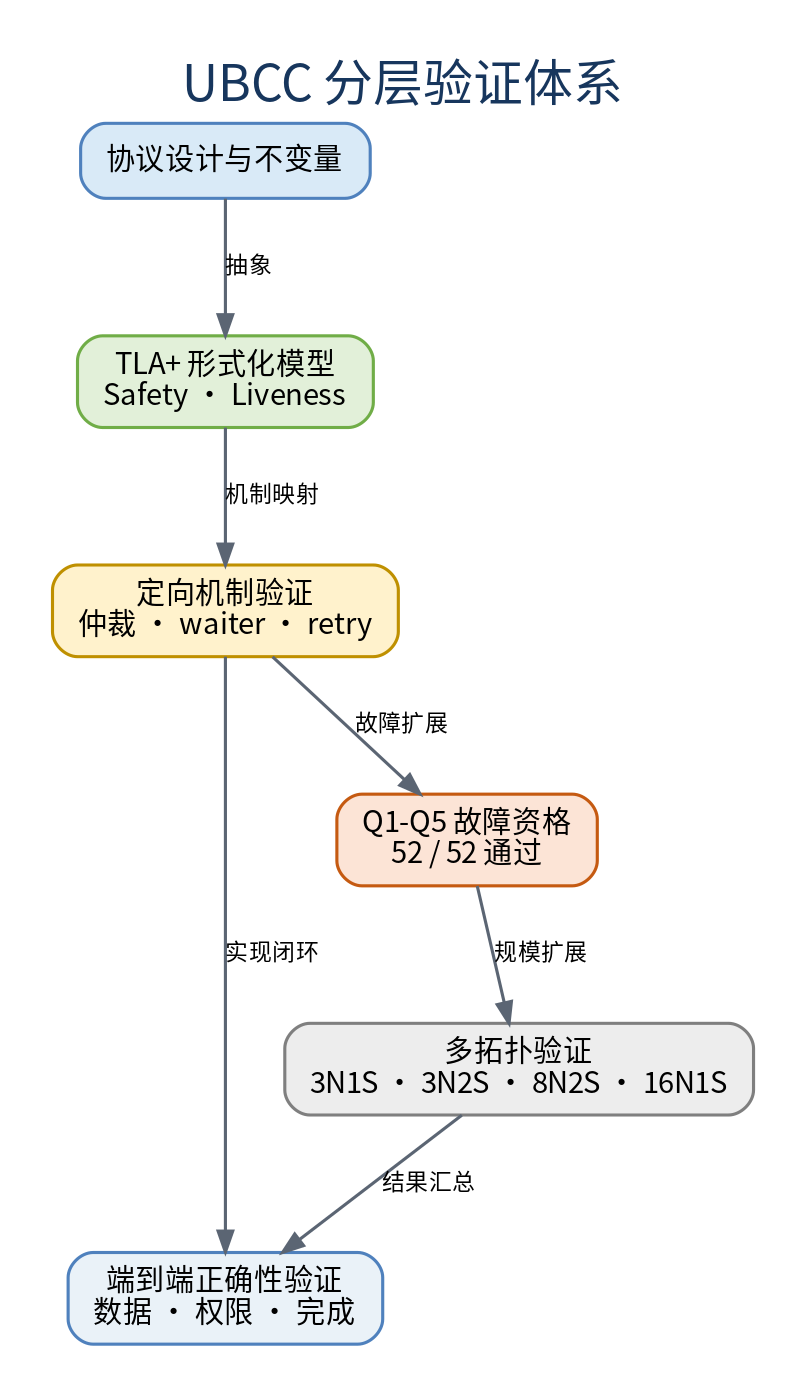 UBCC 分层验证体系
协议设计与不变量
抽象
TLA+ 形式化模型
Safety · Liveness
机制映射
定向机制验证
仲裁 · waiter · retry
故障扩展
Q1-Q5 故障资格
52 / 52 通过
实现闭环
规模扩展
多拓扑验证
3N1S · 3N2S · 8N2S · 16N1S
结果汇总
端到端正确性验证
数据 · 权限 · 完成